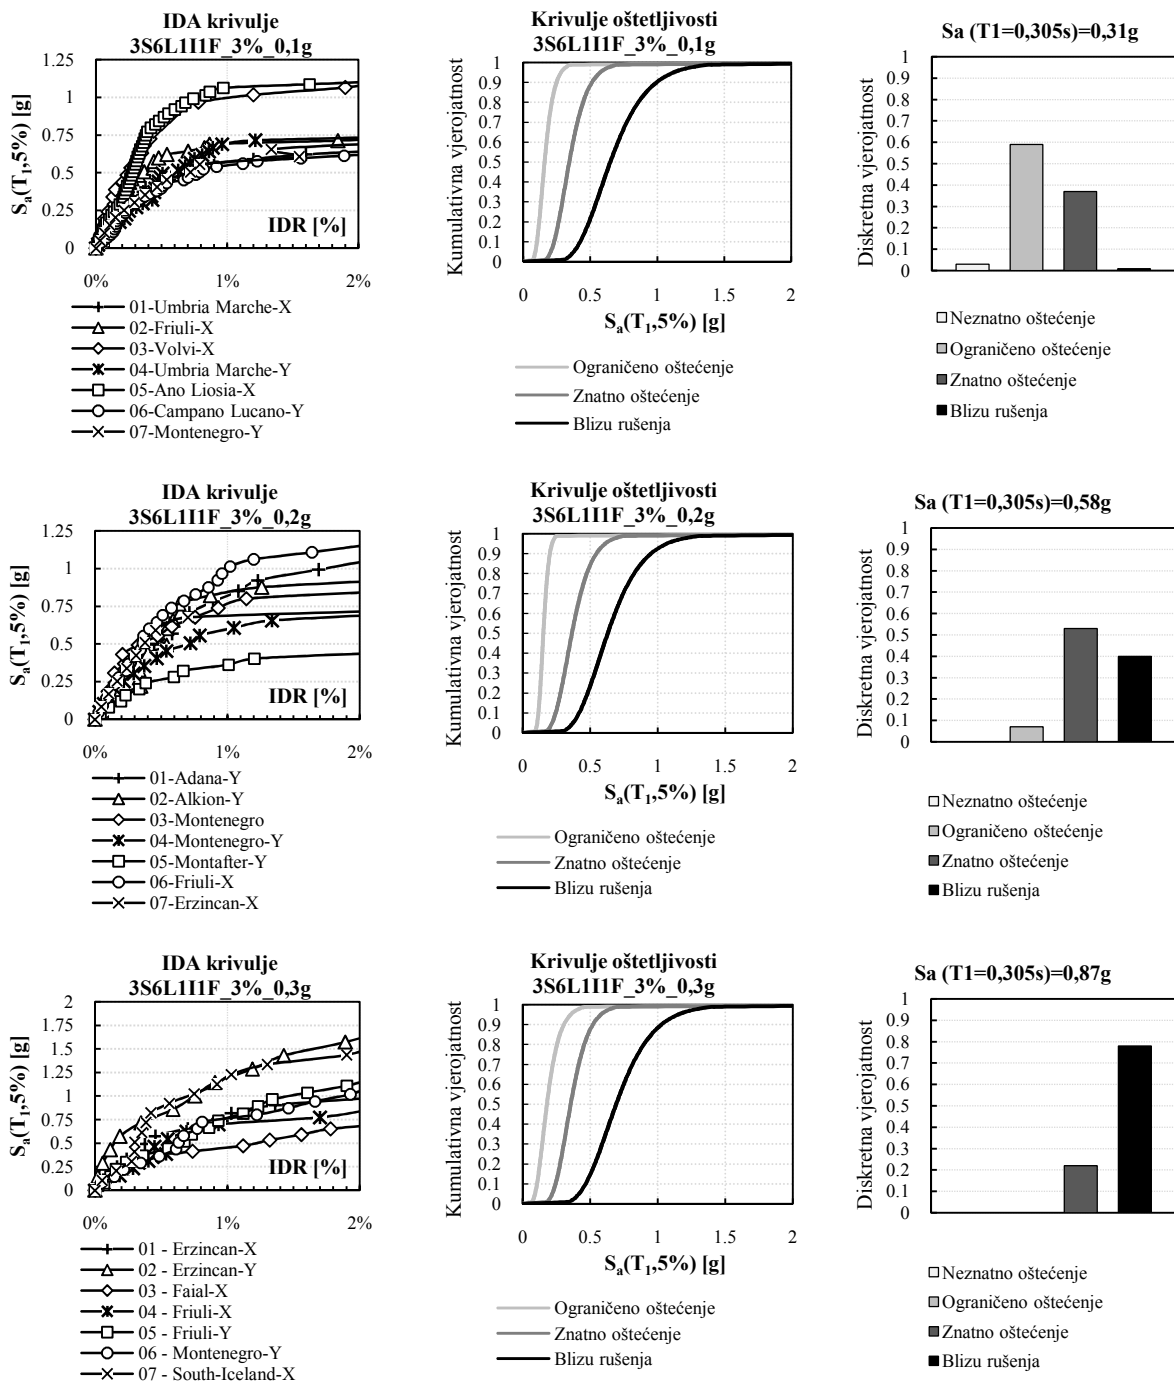 IDA krivulje
3S6L1I1F_3%_0,1g
1.25
1
0.75
0.5
0.25
0
Sa(T1,5%) [g]
IDR [%]
0% 1% 2%
01-Umbria Marche-X
02-Friuli-X
03-Volvi-X
04-Umbria Marche-Y
05-Ano Liosia-X
06-Campano Lucano-Y
07-Montenegro-Y
Krivulje oštetljivosti
3S6L1I1F_3%_0,1g
Kumulativna vjerojatnost
1
0.9
0.8
0.7
0.6
0.5
0.4
0.3
0.2
0.1
0
0 0.5 1 1.5 2
Sa(T1,5%) [g]
Ograničeno oštećenje
Znatno oštećenje
Blizu rušenja
Sa (T1=0,305s)=0,31g
Diskretna vjerojatnost
1
0.9
0.8
0.7
0.6
0.5
0.4
0.3
0.2
0.1
0
Neznatno oštećenje
Ograničeno oštećenje
Znatno oštećenje
Blizu rušenja
IDA krivulje
3S6L1I1F_3%_0,2g
1.25
1
0.75
0.5
0.25
0
Sa(T1,5%) [g]
IDR [%]
0% 1% 2%
01-Adana-Y
02-Alkion-Y
03-Montenegro
04-Montenegro-Y
05-Montafter-Y
06-Friuli-X
07-Erzincan-X
Krivulje oštetljivosti
3S6L1I1F_3%_0,2g
Kumulativna vjerojatnost
1
0.9
0.8
0.7
0.6
0.5
0.4
0.3
0.2
0.1
0
0 0.5 1 1.5 2
Sa(T1,5%) [g]
Ograničeno oštećenje
Znatno oštećenje
Blizu rušenja
Sa (T1=0,305s)=0,58g
Diskretna vjerojatnost
1
0.9
0.8
0.7
0.6
0.5
0.4
0.3
0.2
0.1
0
Neznatno oštećenje
Ograničeno oštećenje
Znatno oštećenje
Blizu rušenja
IDA krivulje
3S6L1I1F_3%_0,3g
2
1.75
1.5
1.25
1
0.75
0.5
0.25
0
Sa(T1,5%) [g]
IDR [%]
0% 1% 2%
01 - Erzincan-X
02 - Erzincan-Y
03 - Faial-X
04 - Friuli-X
05 - Friuli-Y
06 - Montenegro-Y
07 - South-Iceland-X
Krivulje oštetljivosti
3S6L1I1F_3%_0,3g
Kumulativna vjerojatnost
1
0.9
0.8
0.7
0.6
0.5
0.4
0.3
0.2
0.1
0
0 0.5 1 1.5 2
Sa(T1,5%) [g]
Ograničeno oštećenje
Znatno oštećenje
Blizu rušenja
Sa (T1=0,305s)=0,87g
Diskretna vjerojatnost
1
0.9
0.8
0.7
0.6
0.5
0.4
0.3
0.2
0.1
0
Neznatno oštećenje
Ograničeno oštećenje
Znatno oštećenje
Blizu rušenja